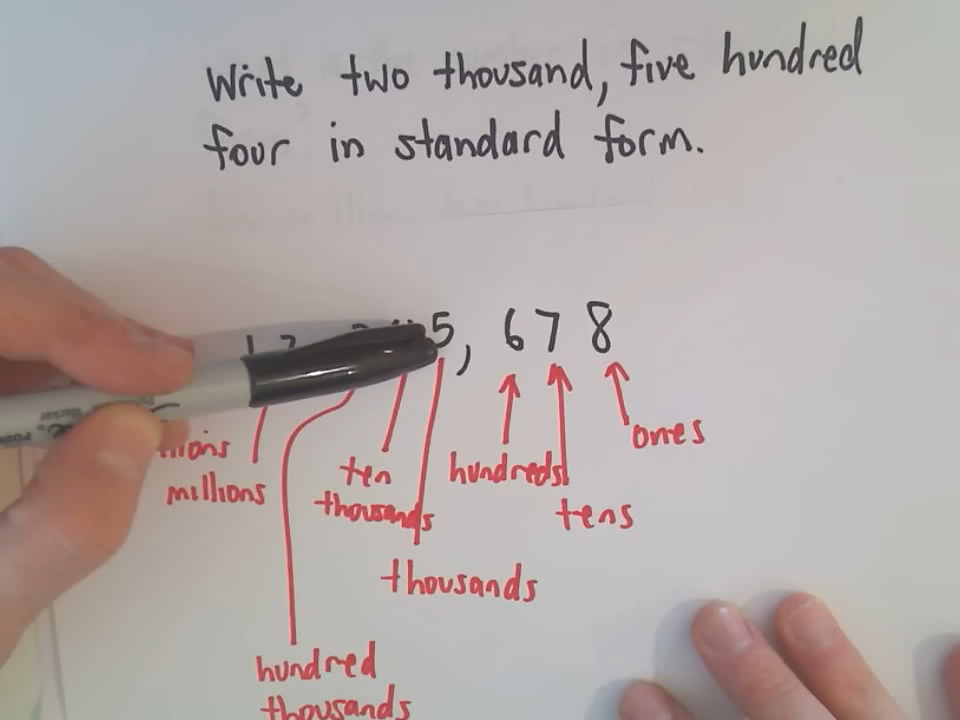 Write two thousand, five hundred
four in standard form.
5, 6 7 8
ones
ten
thousands
hundreds
millions
tens
thousands
hundred
thousands